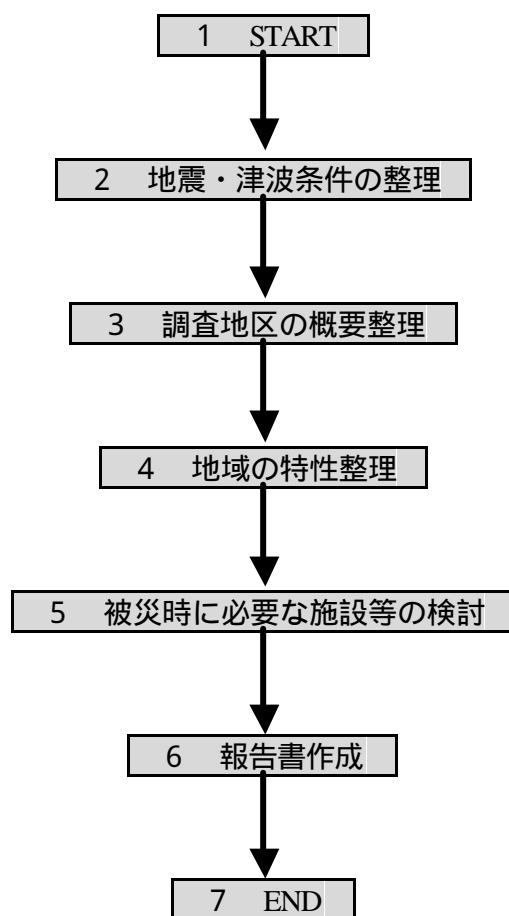 1 START
2 地震・津波条件の整理
3 調査地区の概要整理
4 地域の特性整理
5 被災時に必要な施設等の検討
6 報告書作成
7 END